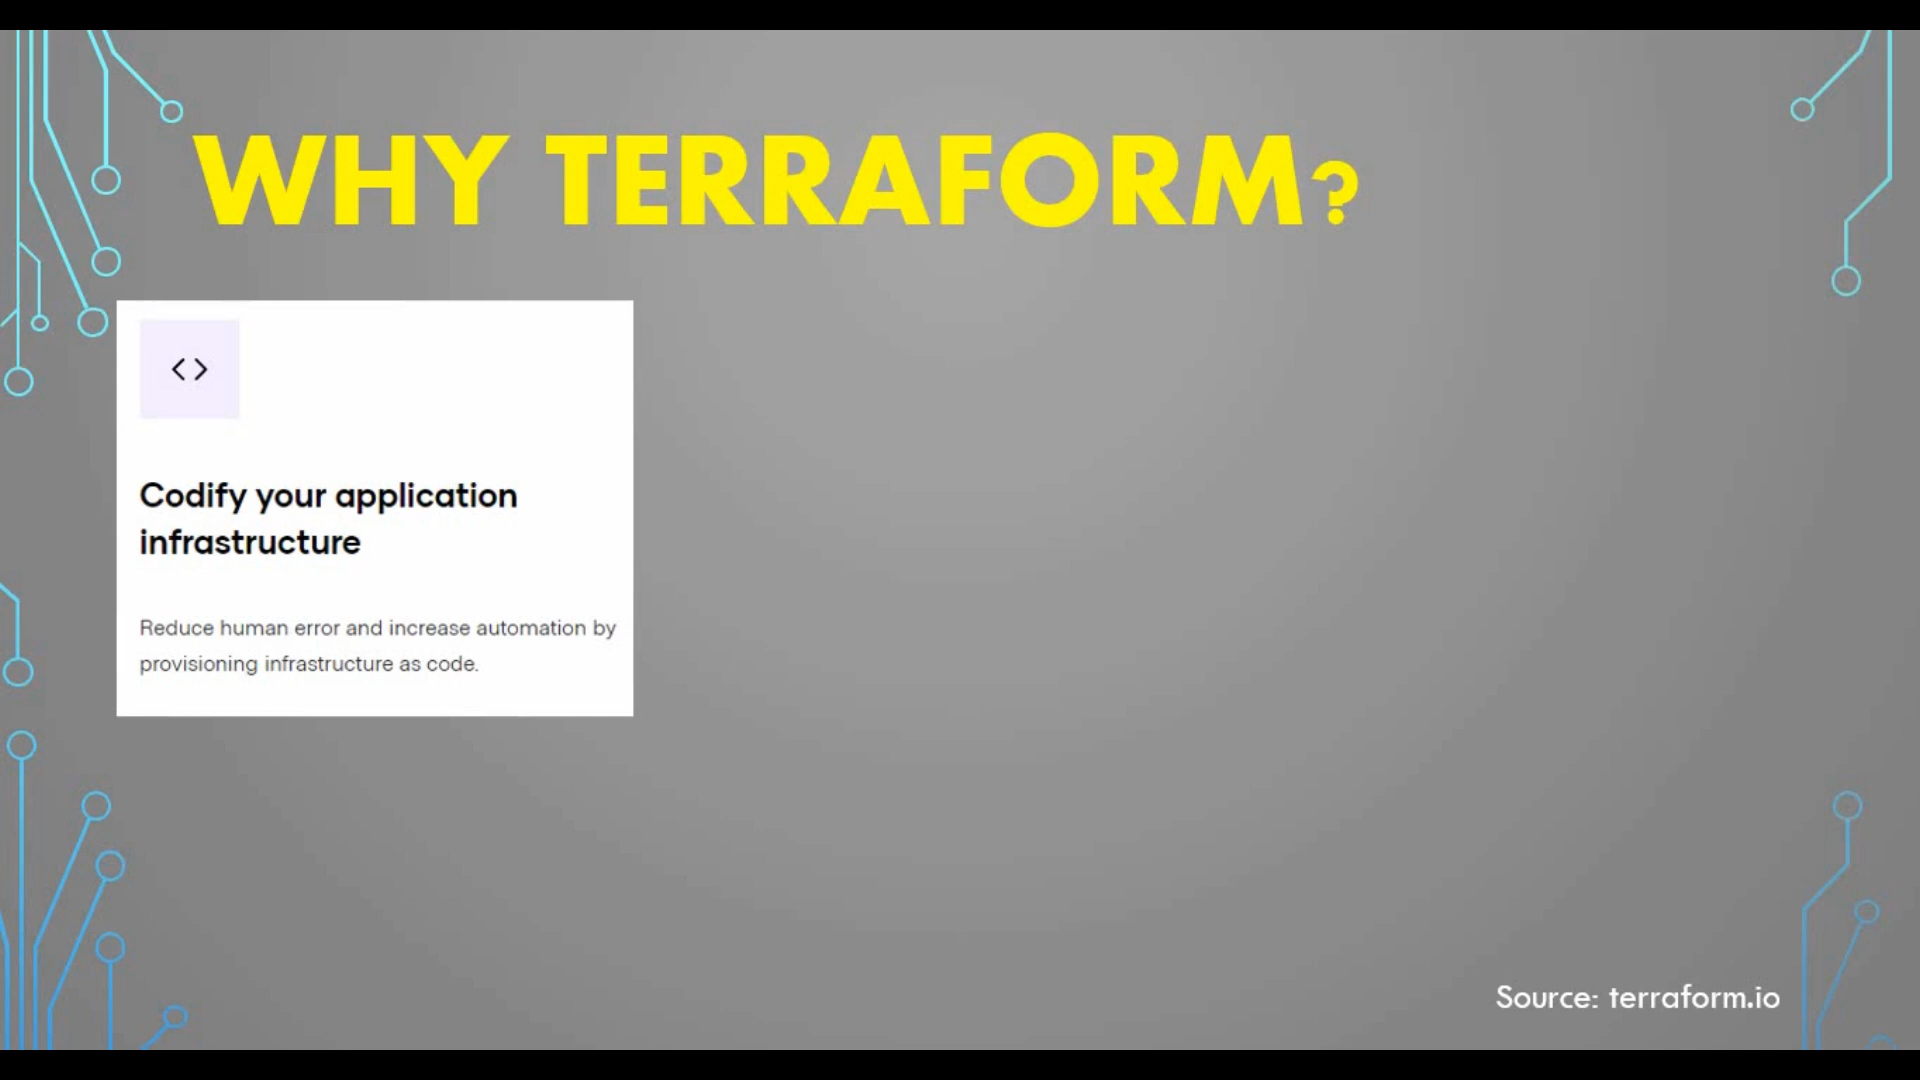 WHY TERRAFORM?
<>
Codify your application
infrastructure
Reduce human error and increase automation by
provisioning infrastructure as code.
Source: terraform.io